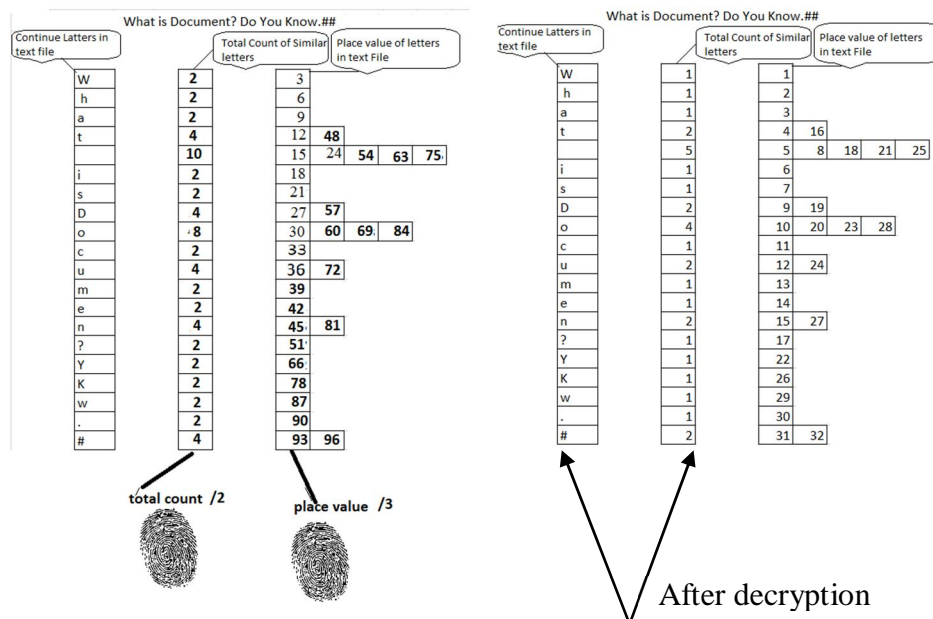 What is Document? Do You Know.##
Continue Latters in
text file
Total Count of Similar
letters
Place value of letters
in text File
W 2 3
h 2 6
a 2 9
t 4 12 48
10 15 24 54 63 75
i 2 18
s 2 21
D 4 27 57
o 8 30 60 69 84
c 2 33
u 4 36 72
m 2 39
e 2 42
n 4 45 81
? 2 51
Y 2 66
K 2 78
w 2 87
. 2 90
# 4 93 96
total count /2
place value /3
What is Document? Do You Know.##
Continue Latters in
text file
Total Count of Similar
letters
Place value of letters
in text File
W 1 1
h 1 2
a 1 3
t 2 4 16
5 5 8 18 21 25
i 1 6
s 1 7
D 2 9 19
o 4 10 20 23 28
c 1 11
u 2 12 24
m 1 13
e 1 14
n 2 15 27
? 1 17
Y 1 22
K 1 26
w 1 29
. 1 30
# 2 31 32
After decryption